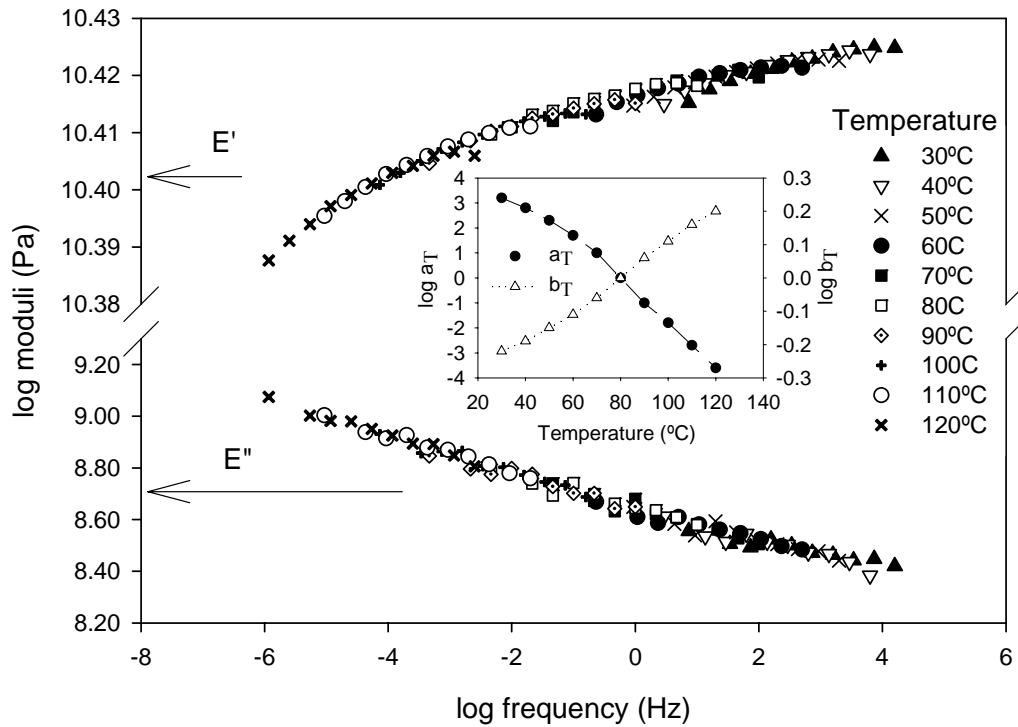 10.43
10.42
10.41
10.40
10.39
10.38
9.20
9.00
8.80
8.60
8.40
8.20
log moduli (Pa)
E'
E"
-8
-6
-4
-2
0
2
4
6
log frequency (Hz)
Temperature
30ºC
40ºC
50ºC
60C
70ºC
80C
90ºC
100C
110ºC
120ºC
4
3
2
1
0
-1
-2
-3
-4
log aT
aT
bT
0.3
0.2
0.1
0.0
-0.1
-0.2
-0.3
log bT
20
40
60
80
100
120
140
Temperature (ºC)